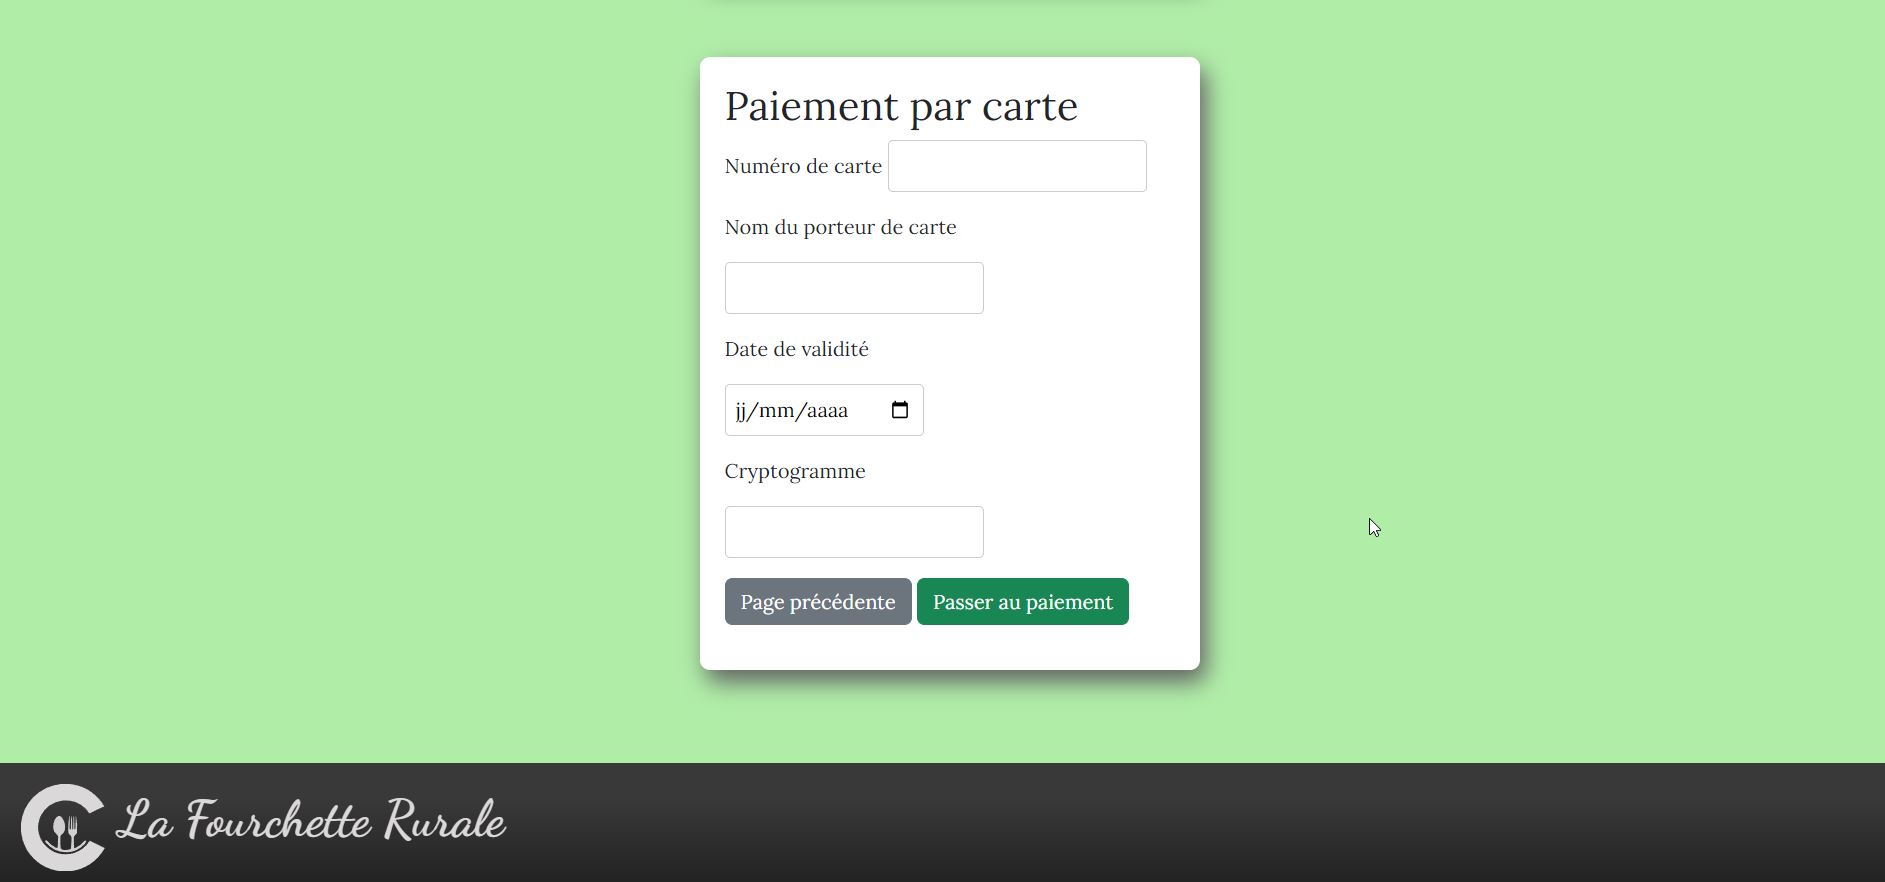 Paiement par carte
Numéro de carte
Nom du porteur de carte
Date de validité
jj/mm/aaaa
Cryptogramme
Page précédente Passer au paiement
La Fourchette Rurale